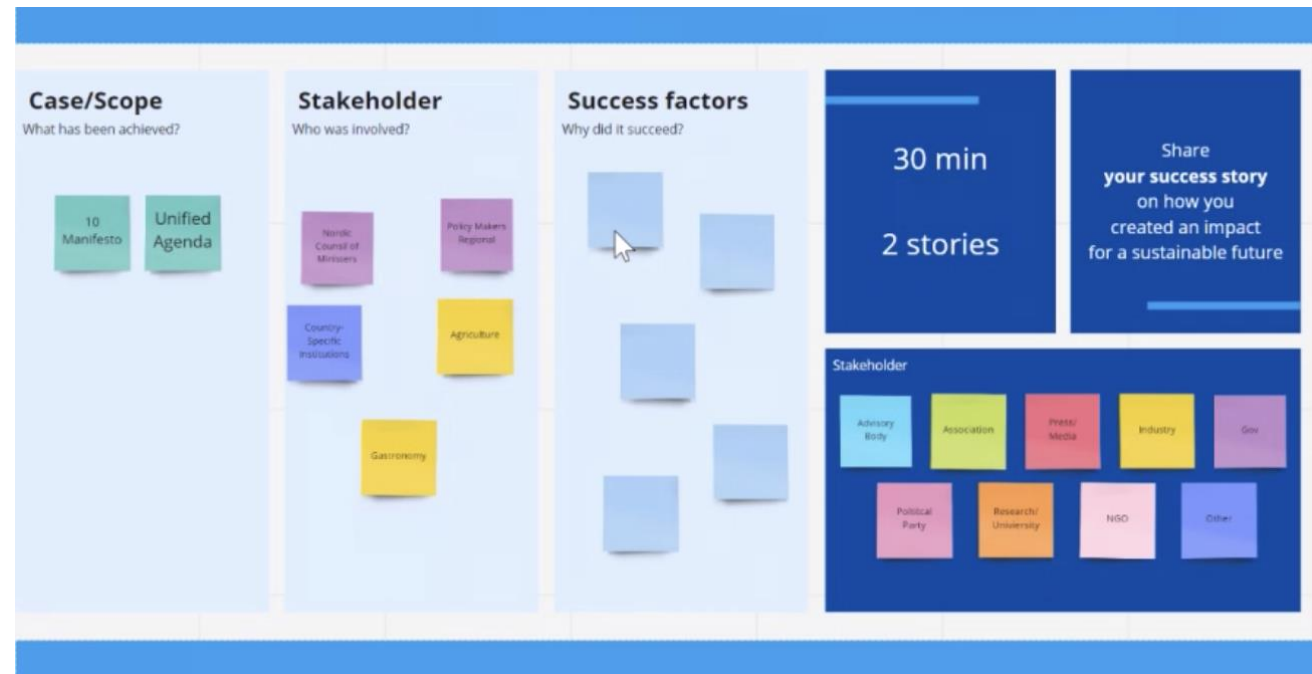 Case/Scope
What has been achieved?
10
Manifesto
Unified
Agenda
Stakeholder
Who was involved?
Nordic
Counsil of
Ministers
Policy Makers
Regional
Country-
Specific
Institutions
Agriculture
Gastronomy
Success factors
Why did it succeed?
30 min
2 stories
Share
your success story
on how you
created an impact
for a sustainable future
Stakeholder
Advisory
Body
Association
Press/
Media
Industry
Gov
Political
Party
Research/
University
NGO
Other